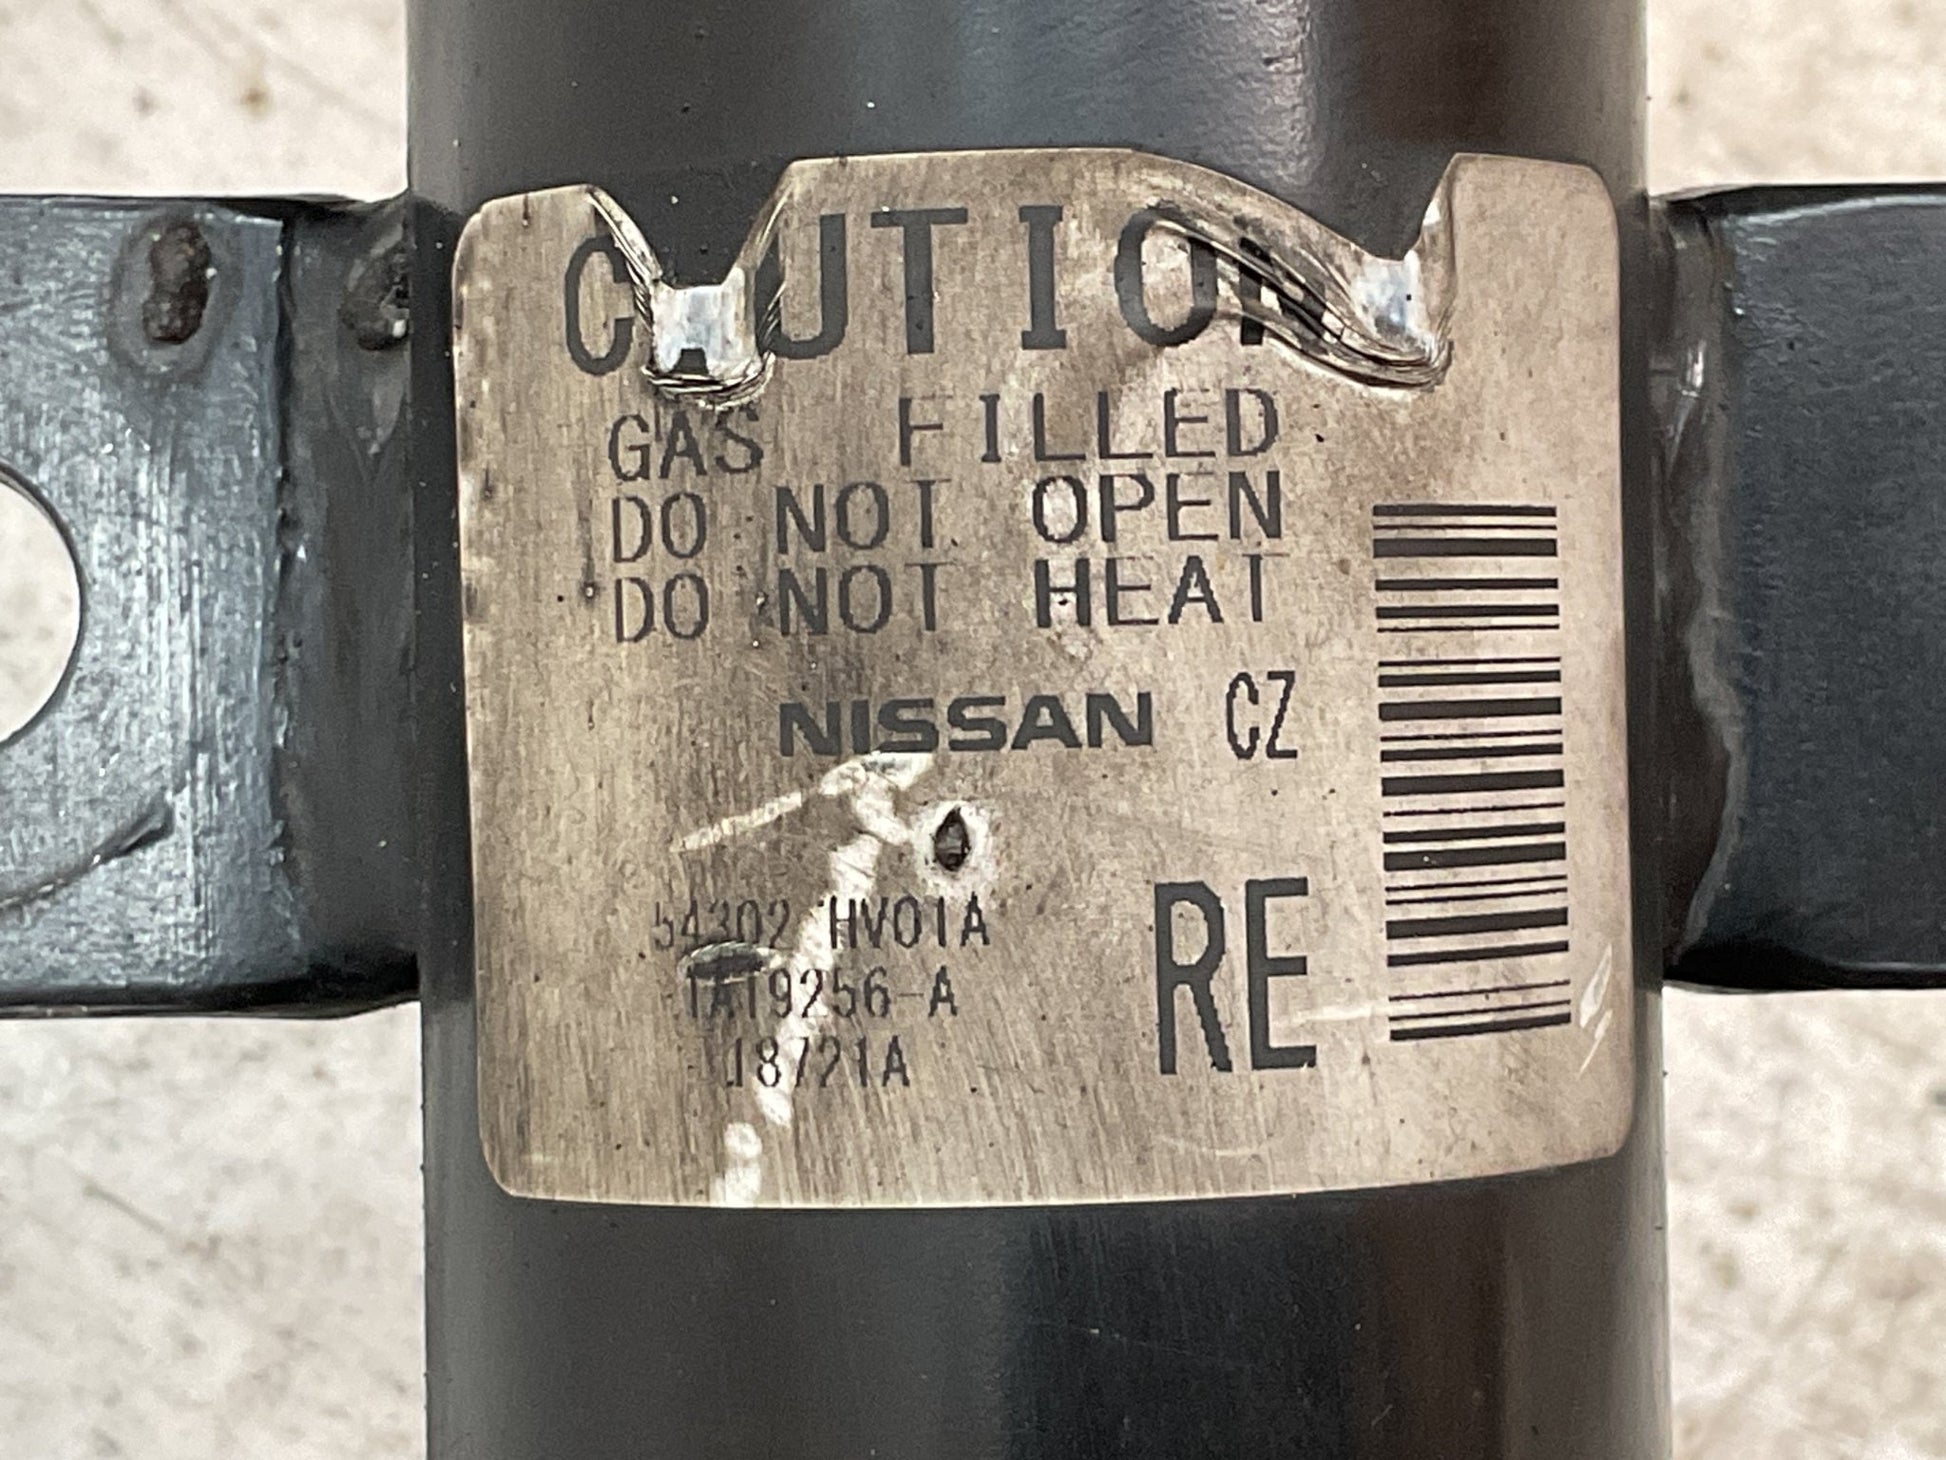 CAUTION
GAS FILLED
DO NOT OPEN
DO NOT HEAT
NISSAN CZ
54302 HV01A
1A19256-A
18721A
RE